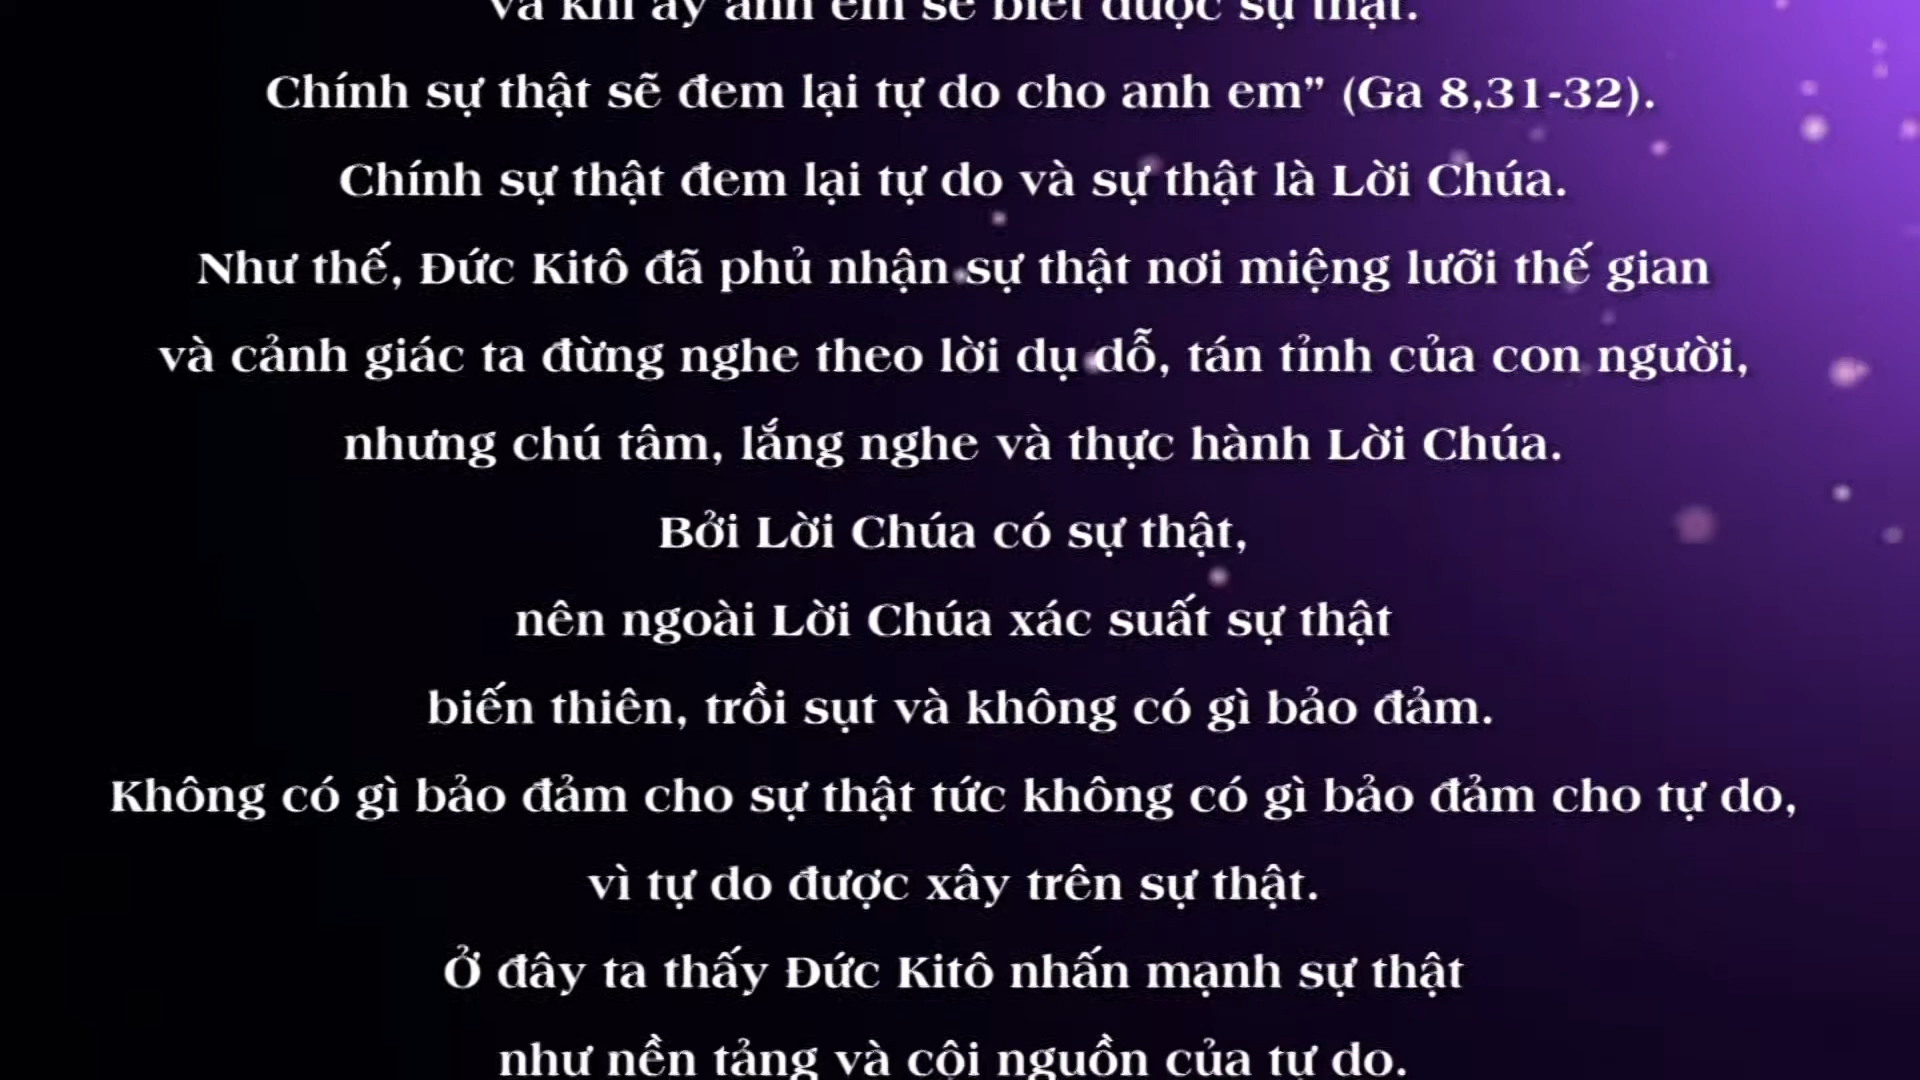 và khi ấy anh em sẽ biết được sự thật.
Chính sự thật sẽ đem lại tự do cho anh em” (Ga 8,31-32).
Chính sự thật đem lại tự do và sự thật là Lời Chúa.
Như thế, Đức Kitô đã phủ nhận sự thật nơi miệng lưỡi thế gian
và cảnh giác ta đừng nghe theo lời dụ dỗ, tán tỉnh của con người,
nhưng chú tâm, lắng nghe và thực hành Lời Chúa.
Bởi Lời Chúa có sự thật,
nên ngoài Lời Chúa xác suất sự thật
biến thiên, trồi sụt và không có gì bảo đảm.
Không có gì bảo đảm cho sự thật tức không có gì bảo đảm cho tự do,
vì tự do được xây trên sự thật.
Ở đây ta thấy Đức Kitô nhấn mạnh sự thật
như nền tảng và cội nguồn của tự do.